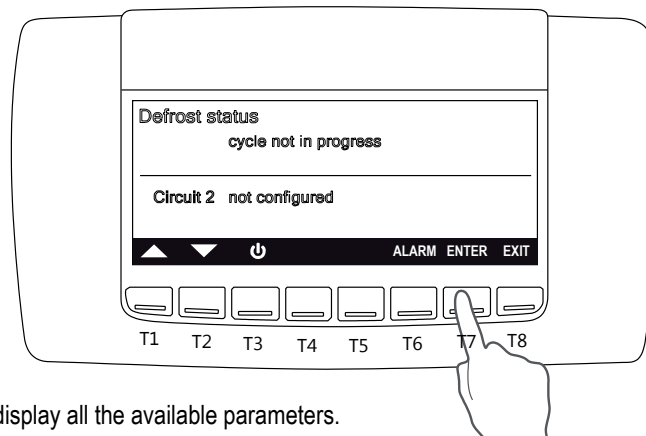 Defrost status
cycle not in progress
Circuit 2 not configured
ALARM ENTER EXIT
T1 T2 T3 T4 T5 T6 T7 T8
display all the available parameters.